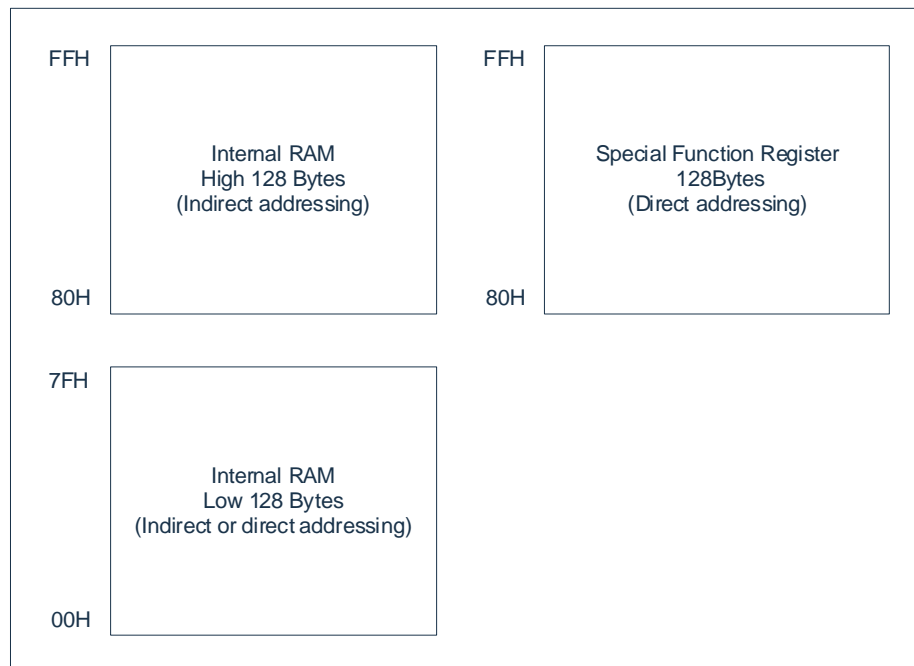 FFH
Internal RAM
High 128 Bytes
(Indirect addressing)
80H
FFH
Special Function Register
128Bytes
(Direct addressing)
80H
7FH
Internal RAM
Low 128 Bytes
(Indirect or direct addressing)
00H